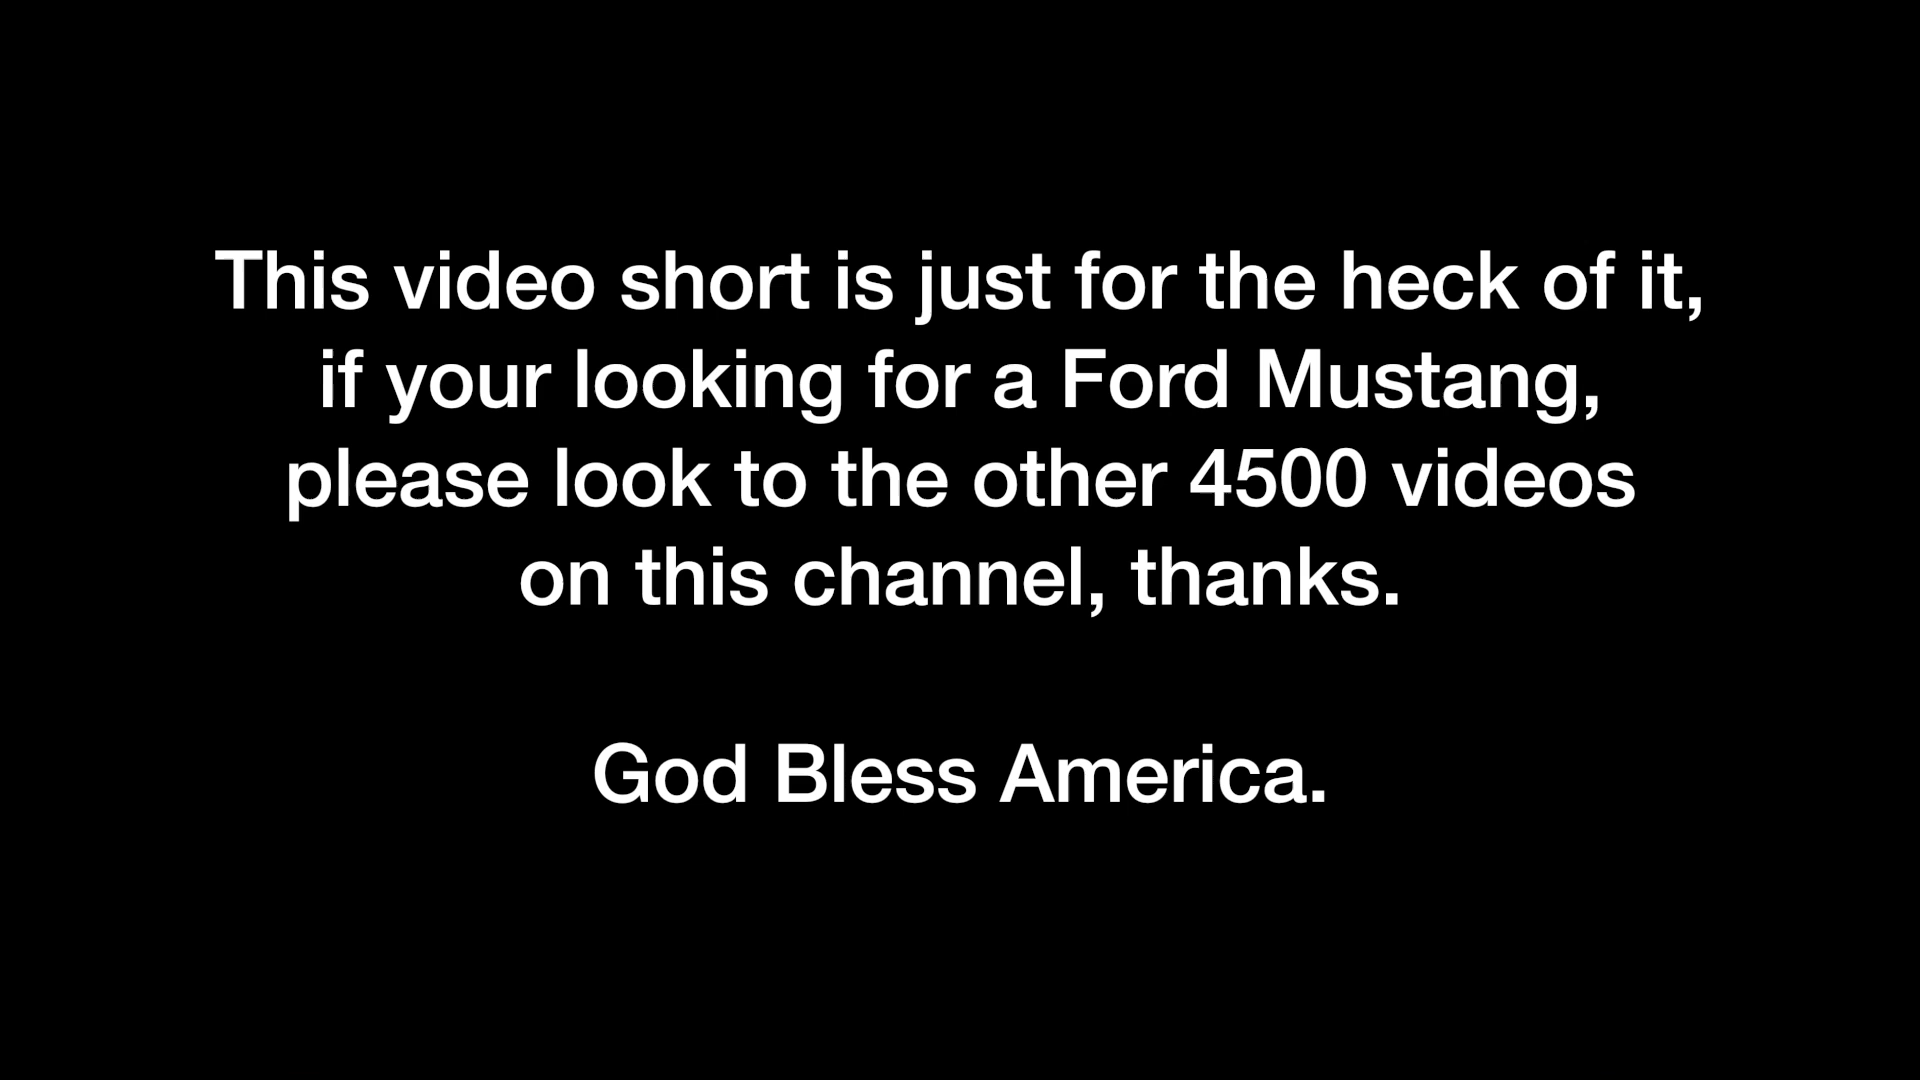 This video short is just for the heck of it,
if your looking for a Ford Mustang,
please look to the other 4500 videos
on this channel, thanks.
God Bless America.